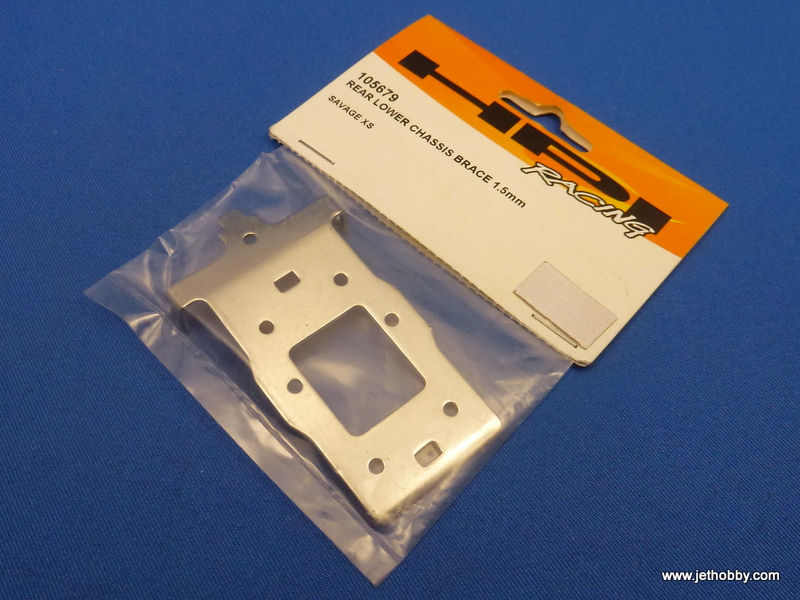 HPI
RACING
105679
REAR LOWER CHASSIS BRACE 1.5mm
SAVAGE XS
www.jethobby.com